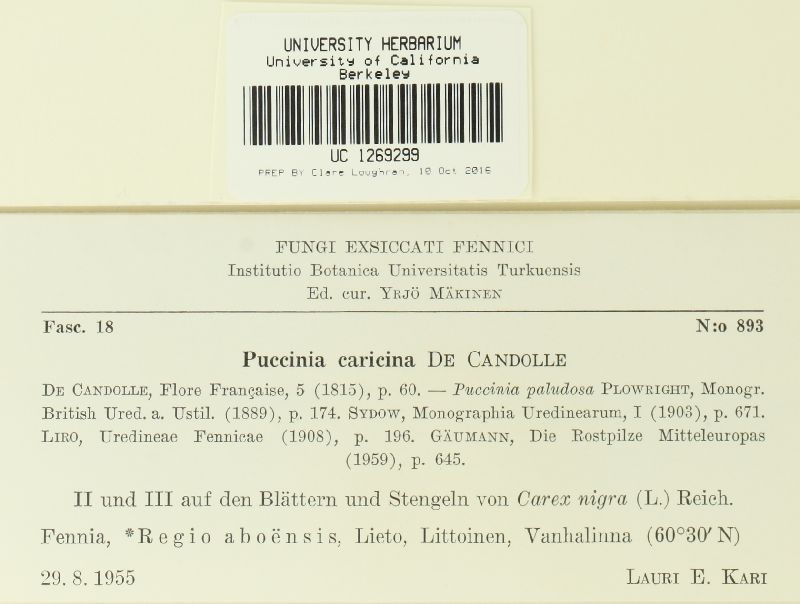 UNIVERSITY HERBARIUM
University of California
Berkeley
UC 1269299
PREP BY Clare Loughran, 10 Oct 2016
FUNGI EXSICCATI FENNICI
Institutio Botanica Universitatis Turkuensis
Ed. cur. YRJÖ MÄKINEN
Fasc. 18 N:o 893
Puccinia caricina DE CANDOLLE
DE CANDOLLE, Flore Française, 5 (1815), p. 60. — Puccinia paludosa PLOWRIGHT, Monogr.
British Ured. a. Ustil. (1889), p. 174. SYDOW, Monographia Uredinearum, I (1903), p. 671.
LIRO, Uredineae Fennicae (1908), p. 196. GÄUMANN, Die Rostpilze Mitteleuropas
(1959), p. 645.
II und III auf den Blättern und Stengeln von Carex nigra (L.) Reich.
Fennia, *Regio aboënsis, Lieto, Littoinen, Vanhalinna (60°30′ N)
29. 8. 1955 LAURI E. KARI